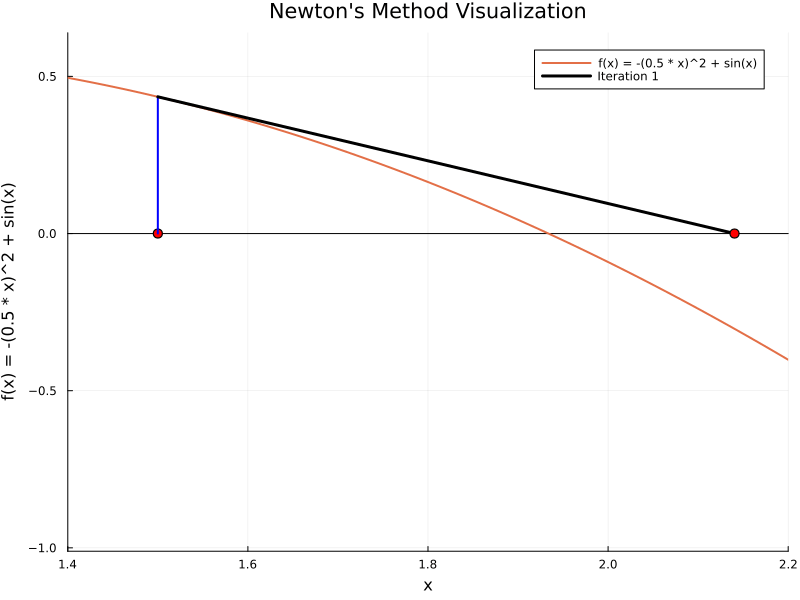 Newton's Method Visualization
f(x) = -(0.5 * x)^2 + sin(x)
Iteration 1
f(x) = -(0.5 * x)^2 + sin(x)
0.5
0.0
−0.5
−1.0
1.4 1.6 1.8 2.0 2.2
x